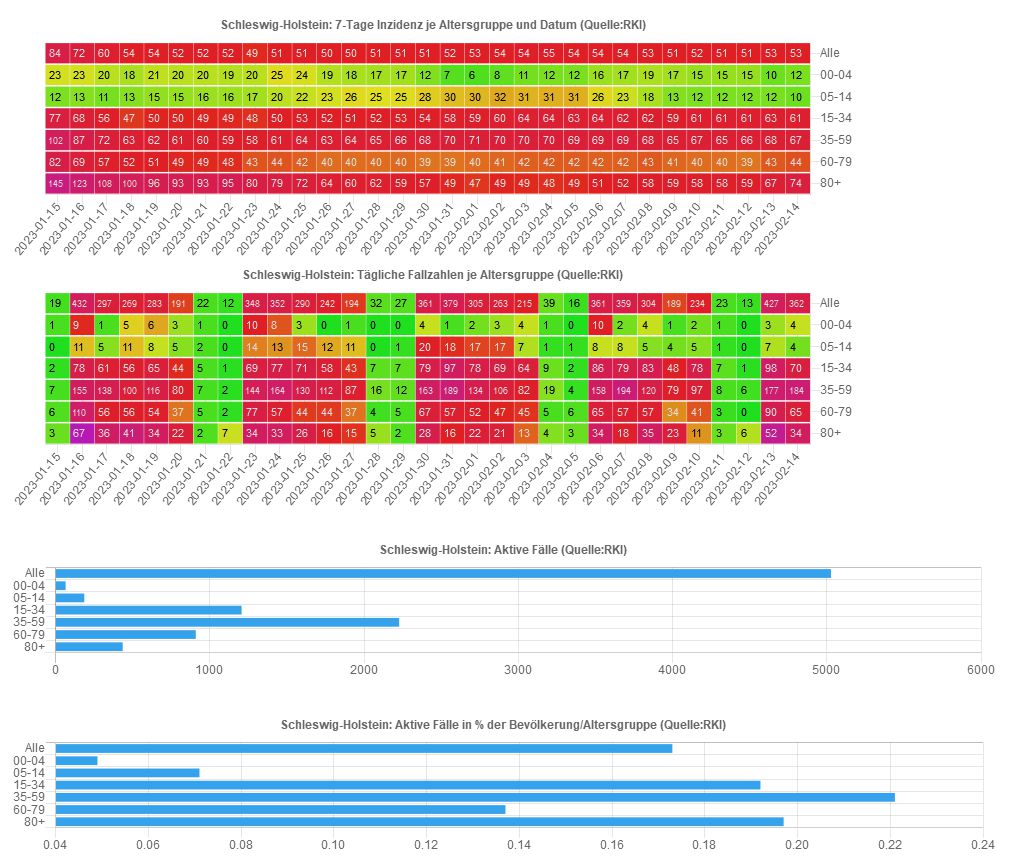 Schleswig-Holstein: 7-Tage Inzidenz je Altersgruppe und Datum (Quelle:RKI)
84 72 60 54 54 52 52 52 49 51 51 50 50 51 51 51 52 53 54 54 55 54 54 54 53 51 52 51 51 53 53 Alle
23 23 20 18 21 20 20 19 20 25 24 19 18 17 17 12 7 6 8 11 12 12 16 17 19 17 15 15 15 10 12 00-04
12 13 11 13 15 15 16 16 17 20 22 23 26 25 25 28 30 30 32 31 31 31 26 23 18 13 12 12 12 12 10 05-14
77 68 56 47 50 50 49 49 48 50 53 52 51 52 53 54 58 59 60 64 64 63 64 62 62 59 61 61 61 63 61 15-34
102 87 72 63 62 61 60 59 58 61 64 63 64 65 66 68 70 71 70 70 70 69 69 69 68 65 67 65 66 68 67 35-59
82 69 57 52 51 49 49 48 43 44 42 40 40 40 40 39 39 40 41 42 42 42 42 42 43 41 40 40 39 43 44 60-79
145 123 108 100 96 93 93 95 80 79 72 64 60 62 59 57 49 47 49 49 48 49 51 52 58 59 58 58 59 67 74 80+
2023-01-15 2023-01-16 2023-01-17 2023-01-18 2023-01-19 2023-01-20 2023-01-21 2023-01-22 2023-01-23 2023-01-24 2023-01-25 2023-01-26 2023-01-27 2023-01-28 2023-01-29 2023-01-30 2023-01-31 2023-02-01 2023-02-02 2023-02-03 2023-02-04 2023-02-05 2023-02-06 2023-02-07 2023-02-08 2023-02-09 2023-02-10 2023-02-11 2023-02-12 2023-02-13 2023-02-14
Schleswig-Holstein: Tägliche Fallzahlen je Altersgruppe (Quelle:RKI)
19 432 297 269 283 191 22 12 348 352 290 242 194 32 27 361 379 305 263 215 39 16 361 359 304 189 234 23 13 427 362 Alle
1 9 1 5 6 3 1 0 10 8 3 0 1 0 0 4 1 2 3 4 1 0 10 2 4 1 2 1 0 3 4 00-04
0 11 5 11 8 5 2 0 14 13 15 12 11 0 1 20 18 17 17 7 1 1 8 8 5 4 5 1 0 7 4 05-14
2 78 61 56 65 44 5 1 69 77 71 58 43 7 7 79 97 78 69 64 9 2 86 79 83 48 78 7 1 98 70 15-34
7 155 138 100 116 80 7 2 144 164 130 112 87 16 12 163 189 134 106 82 19 4 158 194 120 79 97 8 6 177 184 35-59
6 110 56 56 54 37 5 2 77 57 44 44 37 4 5 67 57 52 47 45 5 6 65 57 57 34 41 3 0 90 65 60-79
3 67 36 41 34 22 2 7 34 33 26 16 15 5 2 28 16 22 21 13 4 3 34 18 35 23 11 3 6 52 34 80+
2023-01-15 2023-01-16 2023-01-17 2023-01-18 2023-01-19 2023-01-20 2023-01-21 2023-01-22 2023-01-23 2023-01-24 2023-01-25 2023-01-26 2023-01-27 2023-01-28 2023-01-29 2023-01-30 2023-01-31 2023-02-01 2023-02-02 2023-02-03 2023-02-04 2023-02-05 2023-02-06 2023-02-07 2023-02-08 2023-02-09 2023-02-10 2023-02-11 2023-02-12 2023-02-13 2023-02-14
Schleswig-Holstein: Aktive Fälle (Quelle:RKI)
Alle
00-04
05-14
15-34
35-59
60-79
80+
0 1000 2000 3000 4000 5000 6000
Schleswig-Holstein: Aktive Fälle in % der Bevölkerung/Altersgruppe (Quelle:RKI)
Alle
00-04
05-14
15-34
35-59
60-79
80+
0.04 0.06 0.08 0.10 0.12 0.14 0.16 0.18 0.20 0.22 0.24